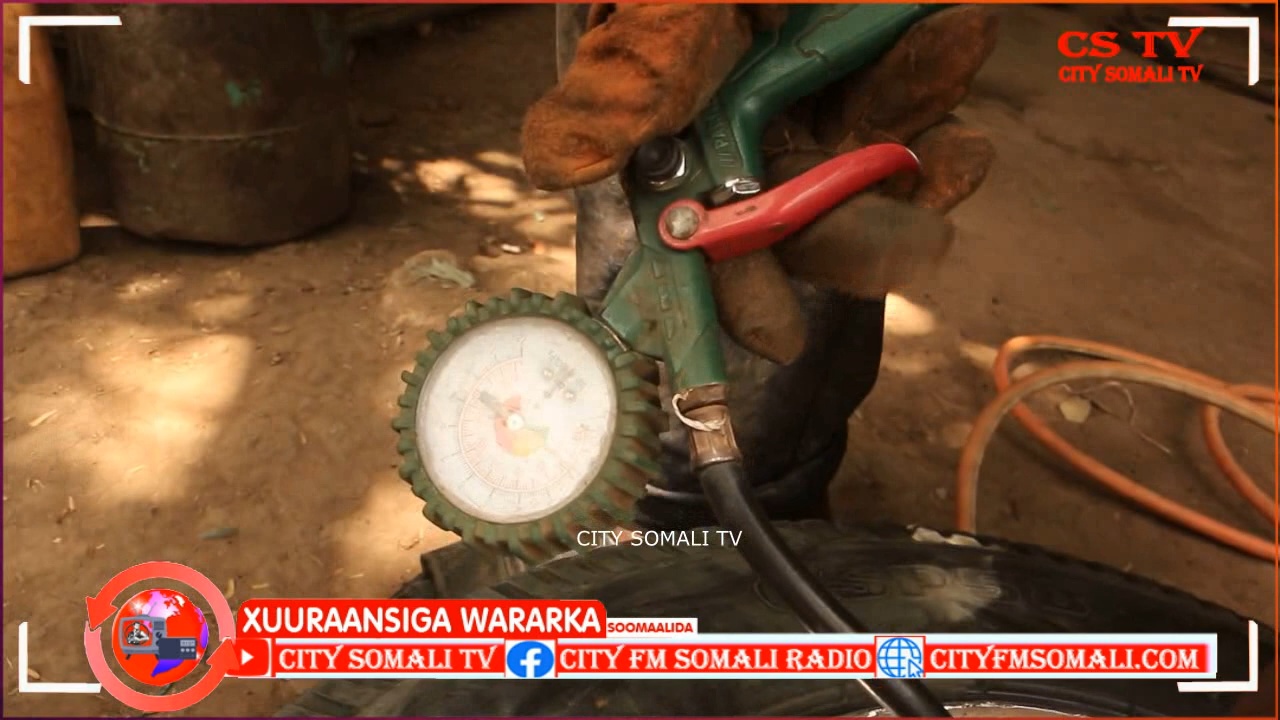 CS TV
CITY SOMALI TV
CITY SOMALI TV
XUURAANSIGA WARARKA
SOOMAALIDA
CITY SOMALI TV CITY FM SOMALI RADIO CITYFMSOMALI.COM